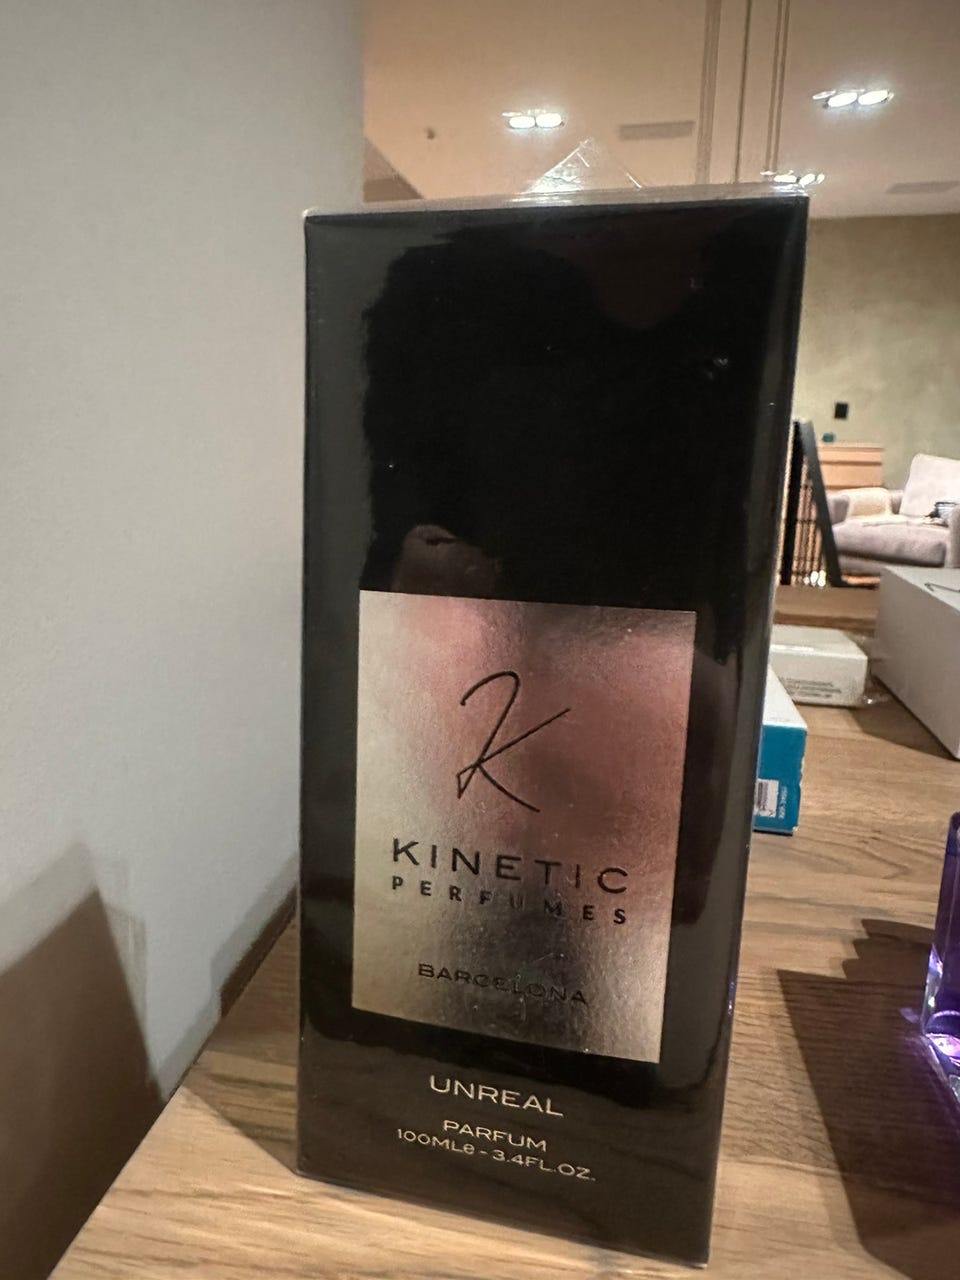 K
KINETIC
PERFUMES
BARCELONA
UNREAL
PARFUM
100MLe - 3.4FL.OZ.